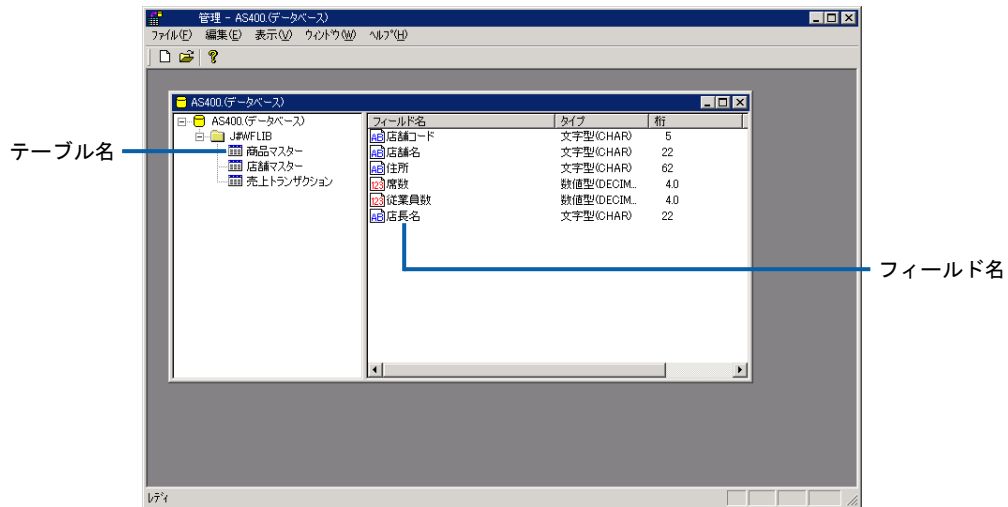 管理 - AS400.(データベース)
ファイル(F) 編集(E) 表示(V) ウィンドウ(W) ヘルプ(H)
AS400.(データベース)
AS400.(データベース)
J#WFLIB
商品マスター
店舗マスター
売上トランザクション
フィールド名 タイプ 桁
店舗コード 文字型(CHAR) 5
店舗名 文字型(CHAR) 22
住所 文字型(CHAR) 62
席数 数値型(DECIM... 4.0
従業員数 数値型(DECIM... 4.0
店長名 文字型(CHAR) 22
テーブル名
フィールド名
レディ